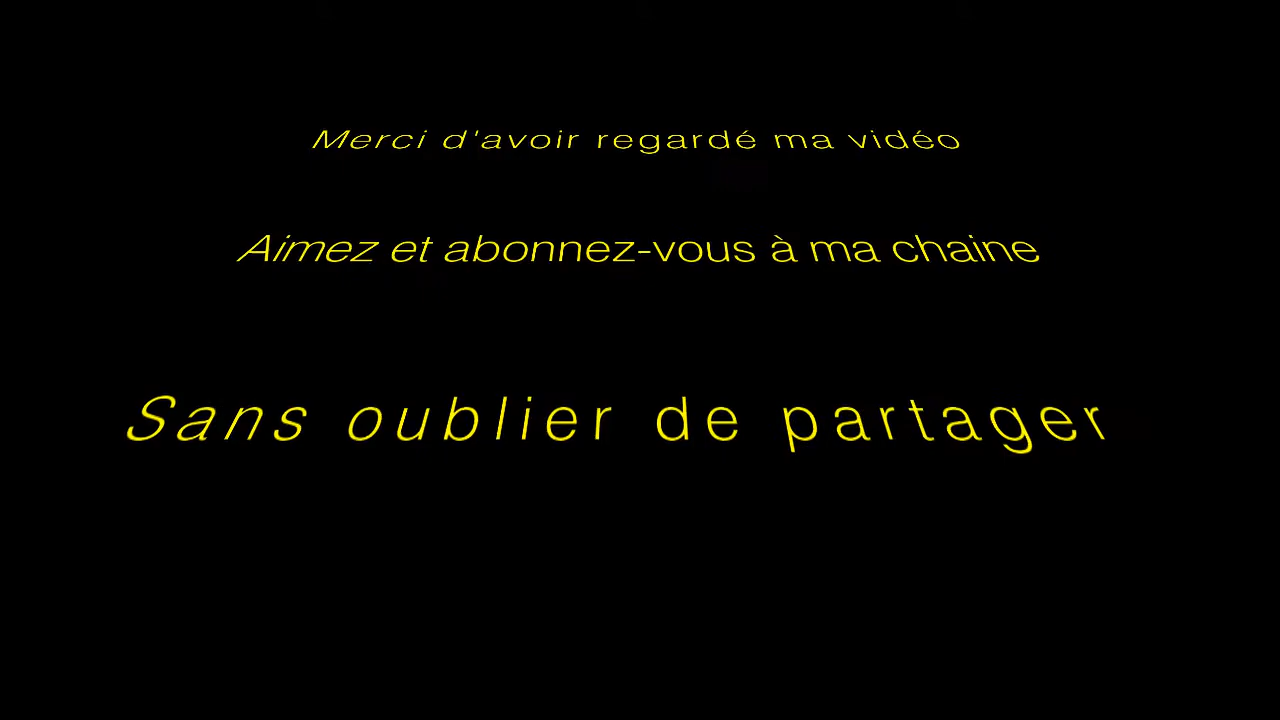 Merci d'avoir regardé ma vidéo
Aimez et abonnez-vous à ma chaine
Sans oublier de partager